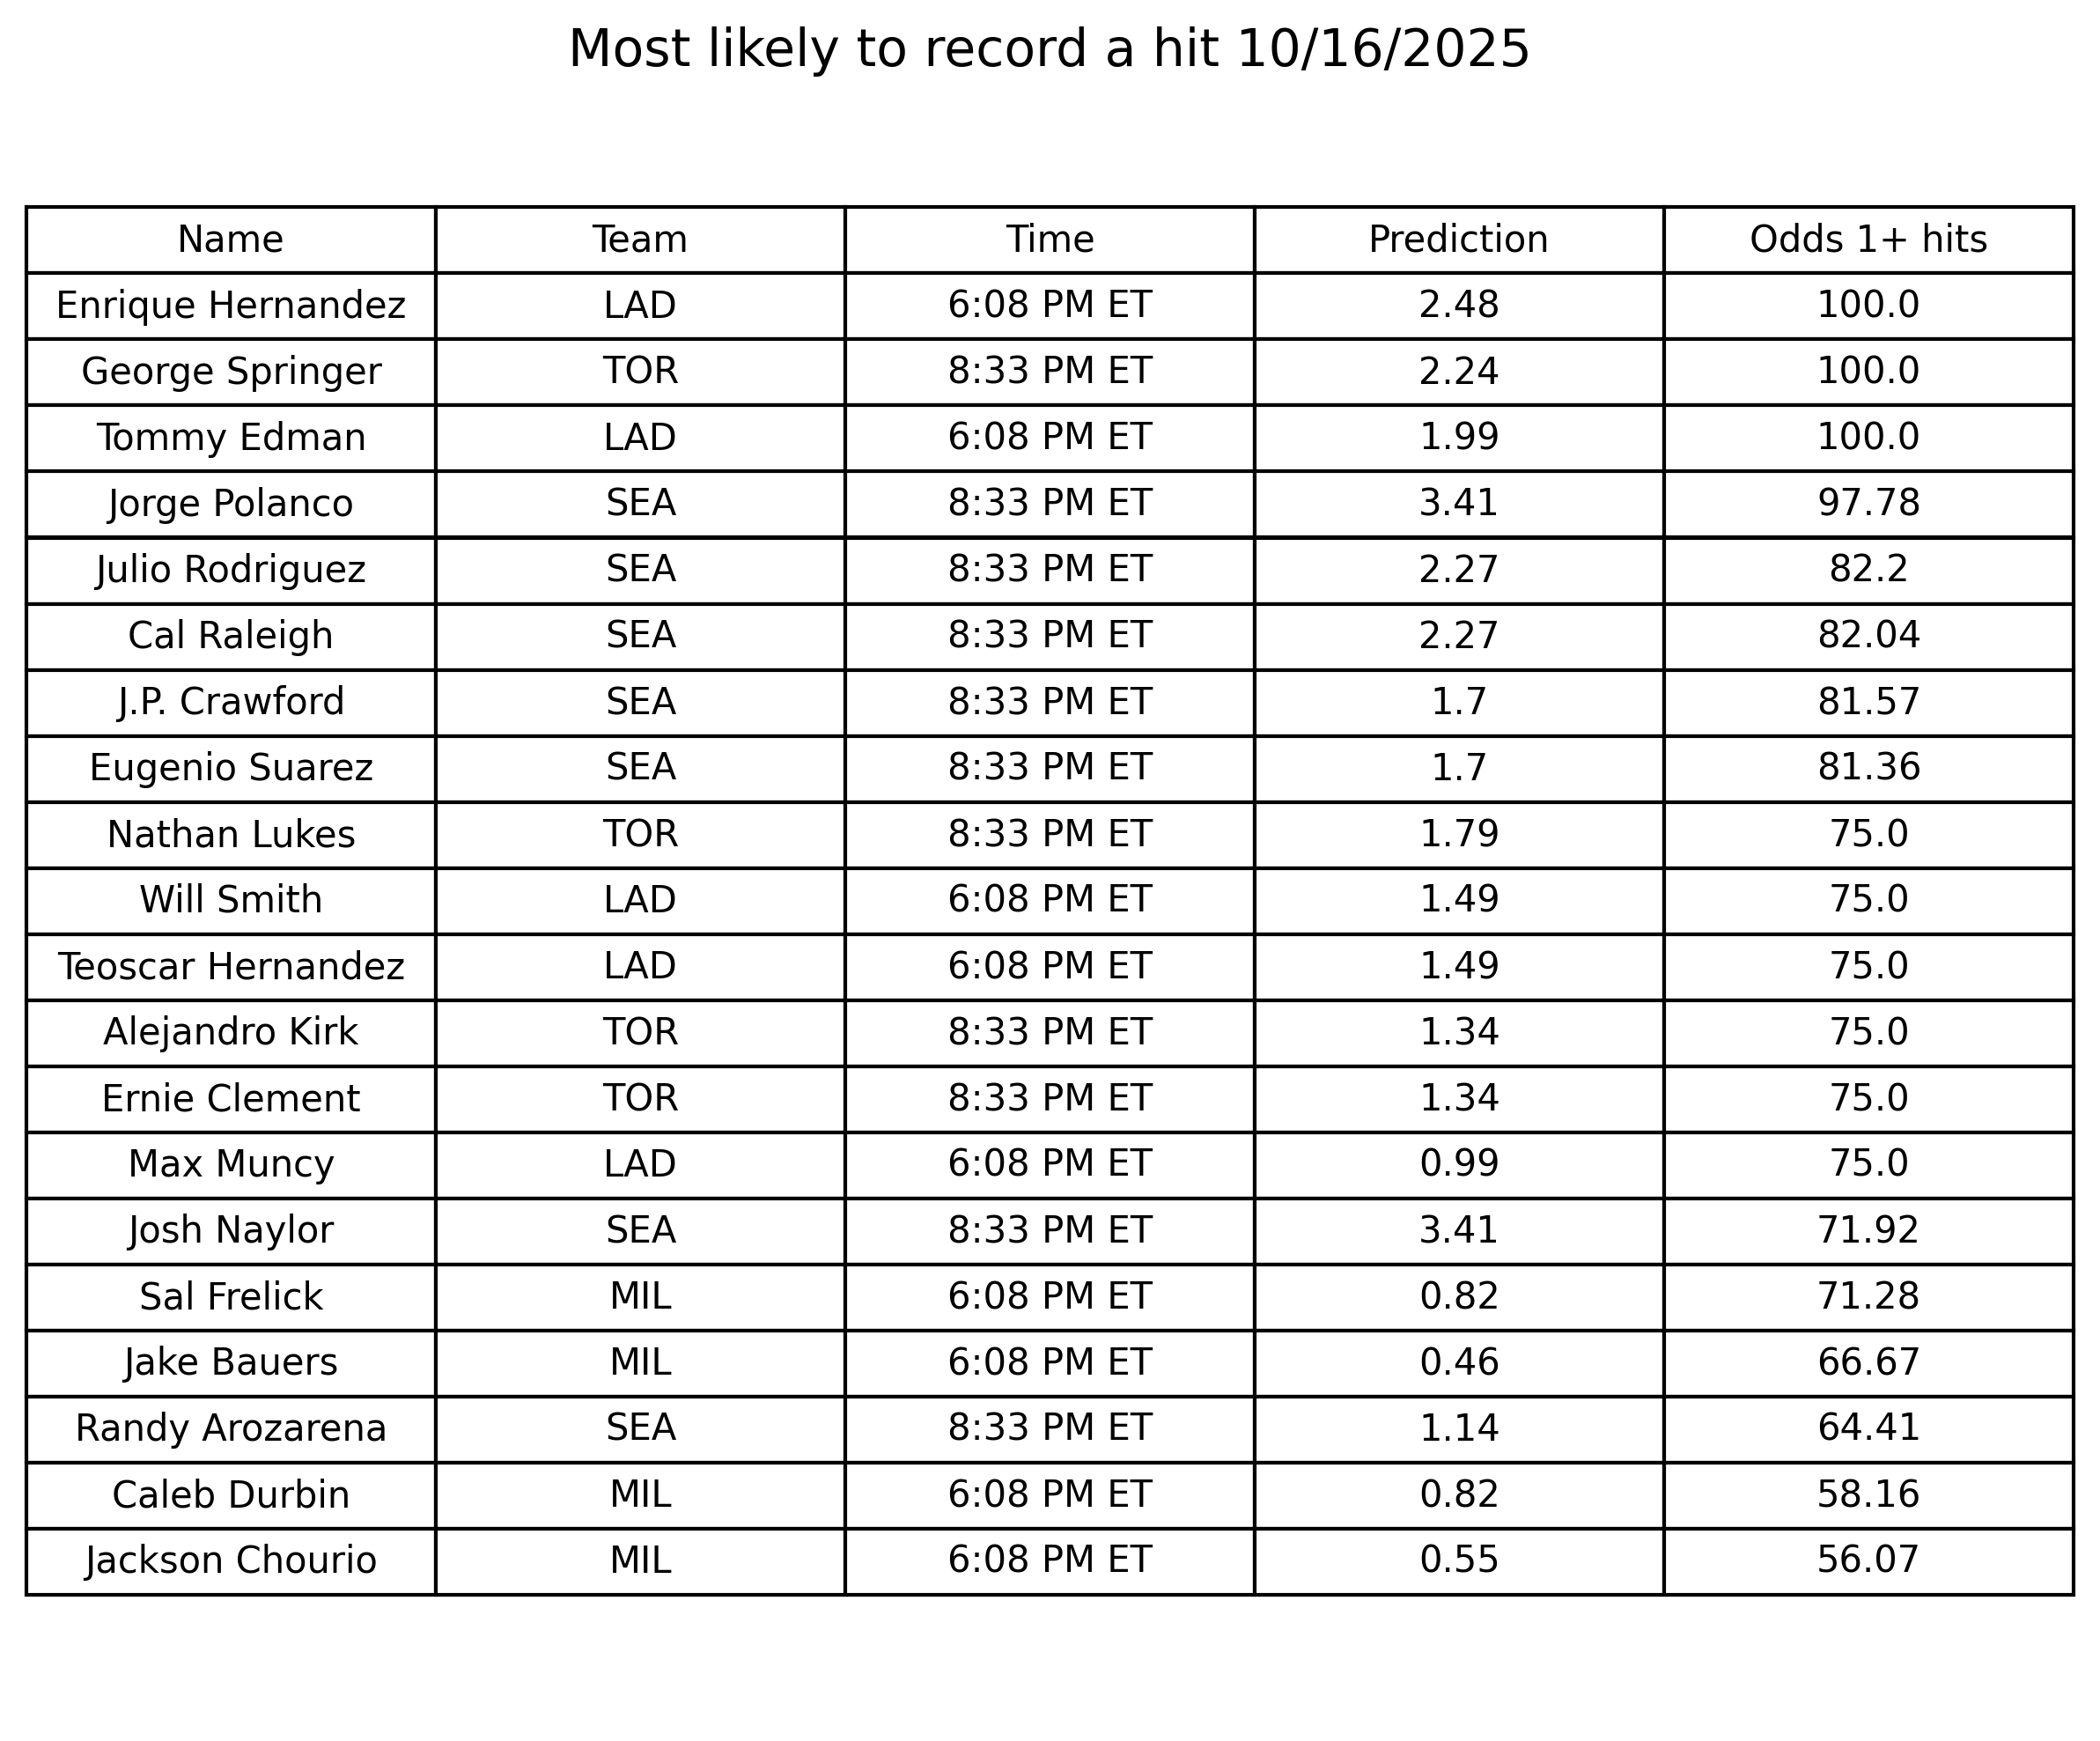 Most likely to record a hit 10/16/2025
Name Team Time Prediction Odds 1+ hits
Enrique Hernandez LAD 6:08 PM ET 2.48 100.0
George Springer TOR 8:33 PM ET 2.24 100.0
Tommy Edman LAD 6:08 PM ET 1.99 100.0
Jorge Polanco SEA 8:33 PM ET 3.41 97.78
Julio Rodriguez SEA 8:33 PM ET 2.27 82.2
Cal Raleigh SEA 8:33 PM ET 2.27 82.04
J.P. Crawford SEA 8:33 PM ET 1.7 81.57
Eugenio Suarez SEA 8:33 PM ET 1.7 81.36
Nathan Lukes TOR 8:33 PM ET 1.79 75.0
Will Smith LAD 6:08 PM ET 1.49 75.0
Teoscar Hernandez LAD 6:08 PM ET 1.49 75.0
Alejandro Kirk TOR 8:33 PM ET 1.34 75.0
Ernie Clement TOR 8:33 PM ET 1.34 75.0
Max Muncy LAD 6:08 PM ET 0.99 75.0
Josh Naylor SEA 8:33 PM ET 3.41 71.92
Sal Frelick MIL 6:08 PM ET 0.82 71.28
Jake Bauers MIL 6:08 PM ET 0.46 66.67
Randy Arozarena SEA 8:33 PM ET 1.14 64.41
Caleb Durbin MIL 6:08 PM ET 0.82 58.16
Jackson Chourio MIL 6:08 PM ET 0.55 56.07